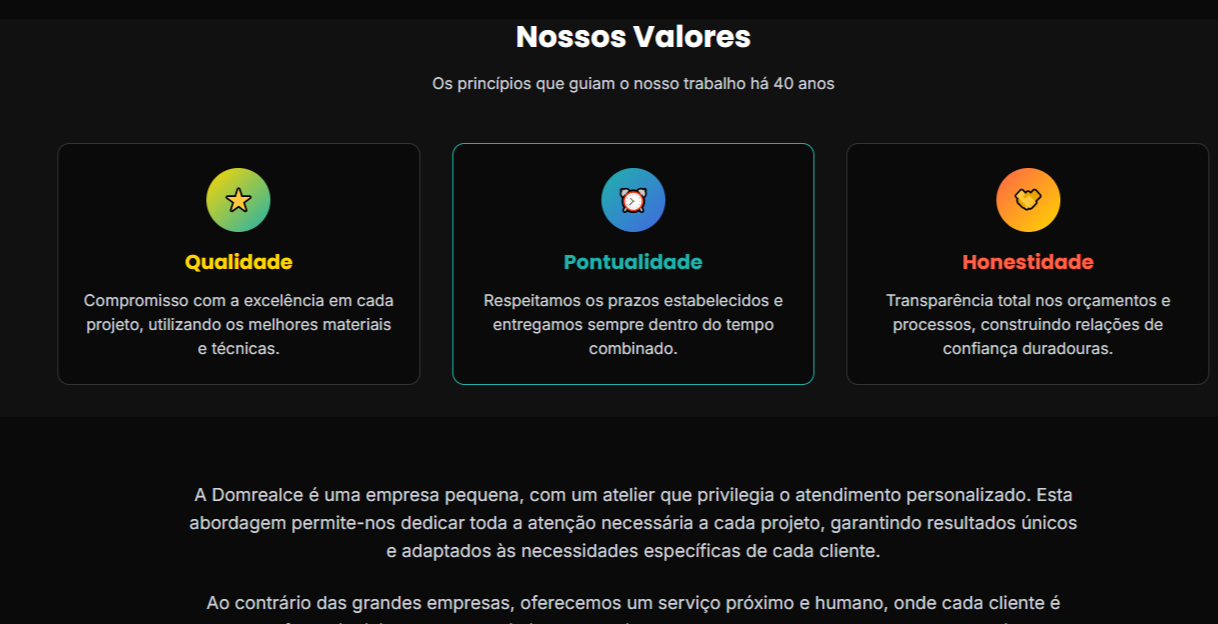 Nossos Valores
Os princípios que guiam o nosso trabalho há 40 anos
Qualidade
Compromisso com a excelência em cada
projeto, utilizando os melhores materiais
e técnicas.
Pontualidade
Respeitamos os prazos estabelecidos e
entregamos sempre dentro do tempo
combinado.
Honestidade
Transparência total nos orçamentos e
processos, construindo relações de
confiança duradouras.
A Domrealce é uma empresa pequena, com um atelier que privilegia o atendimento personalizado. Esta
abordagem permite-nos dedicar toda a atenção necessária a cada projeto, garantindo resultados únicos
e adaptados às necessidades específicas de cada cliente.
Ao contrário das grandes empresas, oferecemos um serviço próximo e humano, onde cada cliente é